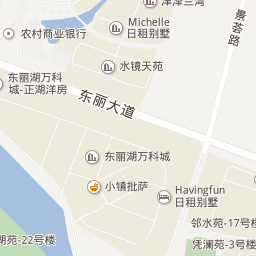 泽洋兰湾
Michelle
日租别墅
景荟路
农村商业银行
水镜天苑
东丽湖万科
城-正湖洋房
东丽大道
东丽湖万科城
小镇批萨
Havingfun
日租别墅
邻水苑-17号楼
湖苑-22号楼
凭澜苑-3号楼